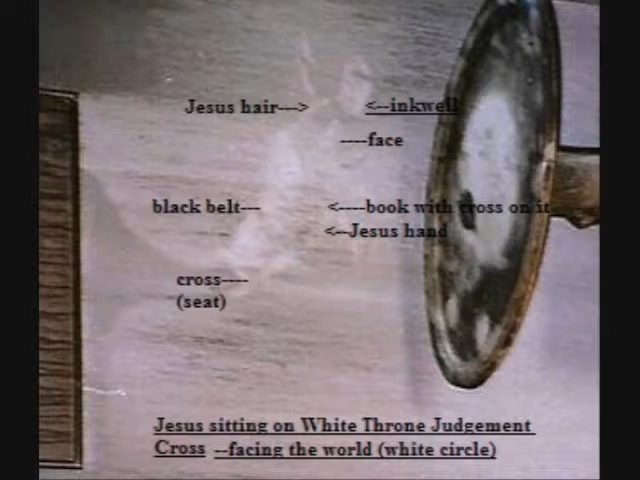 Jesus hair---> <--inkwell
----face
black belt--- <----book with cross on it
<--Jesus hand
cross----
(seat)
Jesus sitting on White Throne Judgement
Cross --facing the world (white circle)